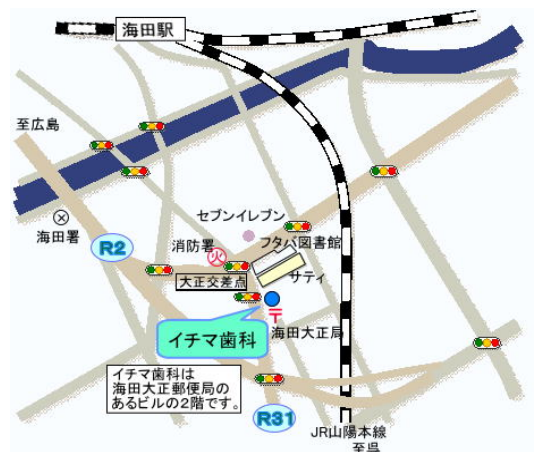 海田駅
至広島
セブンイレブン
海田署
消防署
フタバ図書館
R2
火
大正交差点
サティ
イチマ歯科
海田大正局
イチマ歯科は
海田大正郵便局の
あるビルの2階です。
R31
JR山陽本線
至呉